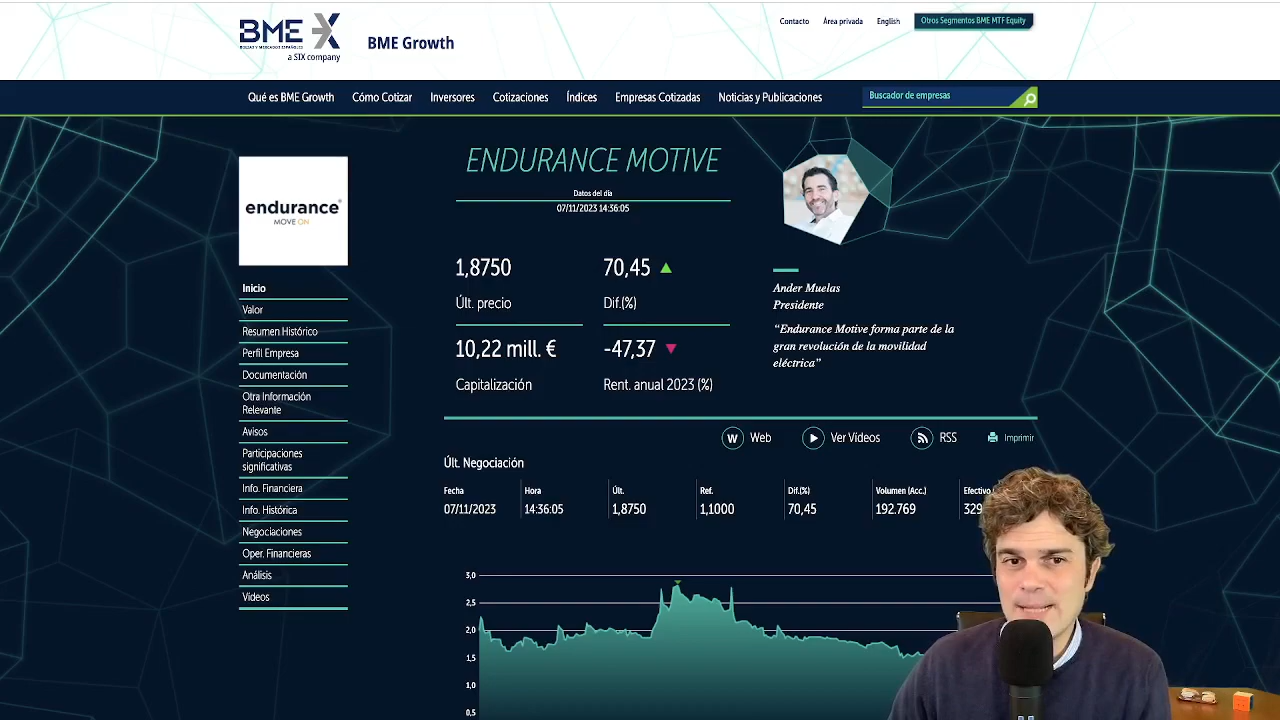 BME X
BOLSAS Y MERCADOS ESPAÑOLES
a SIX company
BME Growth
Contacto
Área privada
English
Otros Segmentos BME MTF Equity
Qué es BME Growth
Cómo Cotizar
Inversores
Cotizaciones
Índices
Empresas Cotizadas
Noticias y Publicaciones
Buscador de empresas
endurance®
MOVE ON
Inicio
Valor
Resumen Histórico
Perfil Empresa
Documentación
Otra Información
Relevante
Avisos
Participaciones
significativas
Info. Financiera
Info. Histórica
Negociaciones
Oper. Financieras
Análisis
Vídeos
ENDURANCE MOTIVE
Datos del día
07/11/2023 14:36:05
1,8750
Últ. precio
70,45
Dif.(%)
10,22 mill. €
Capitalización
-47,37
Rent. anual 2023 (%)
Ander Muelas
Presidente
“Endurance Motive forma parte de la
gran revolución de la movilidad
eléctrica”
W Web
Ver Vídeos
RSS
Imprimir
Últ. Negociación
Fecha
Hora
Últ.
Ref.
Dif.(%)
Volumen (Acc.)
Efectivo
07/11/2023
14:36:05
1,8750
1,1000
70,45
192.769
329
3,0
2,5
2,0
1,5
1,0
0,5